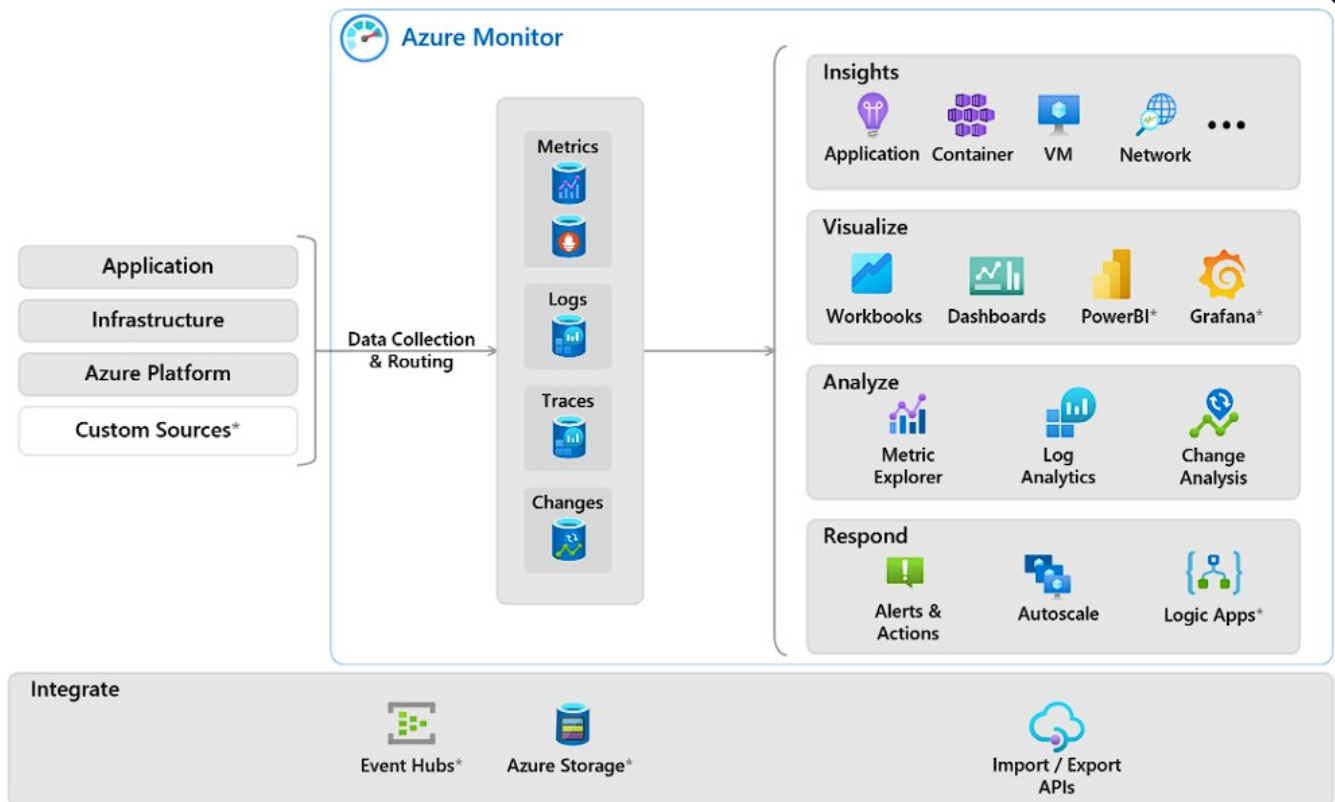 Azure Monitor
Application
Infrastructure
Azure Platform
Custom Sources*
Data Collection
& Routing
Metrics
Logs
Traces
Changes
Insights
Application
Container
VM
Network
•••
Visualize
Workbooks
Dashboards
PowerBI*
Grafana*
Analyze
Metric
Explorer
Log
Analytics
Change
Analysis
Respond
Alerts &
Actions
Autoscale
Logic Apps*
Integrate
Event Hubs*
Azure Storage*
Import / Export
APIs